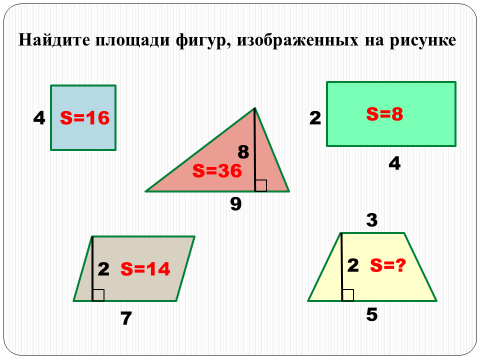 Найдите площади фигур, изображенных на рисунке
4 S=16
2 S=8
4
8
S=36
9
3
2 S=14
2 S=?
7
5